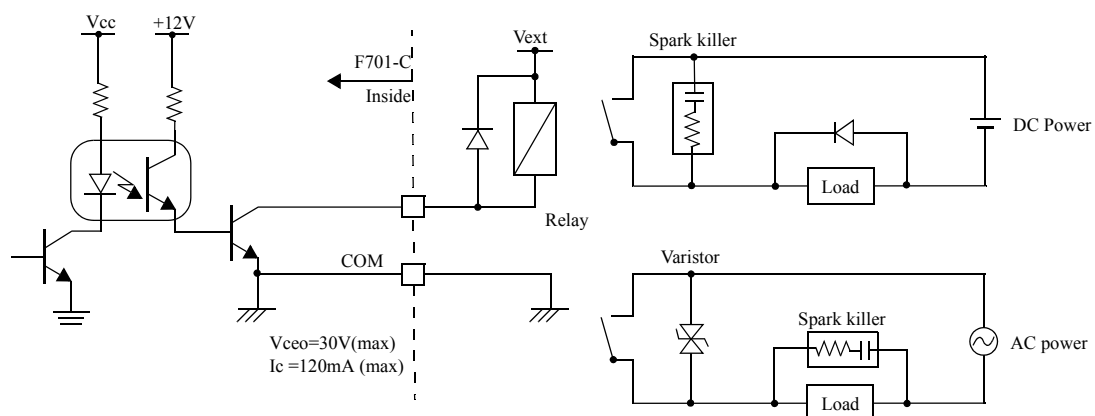 Vcc
+12V
F701-C
Inside
Vext
Relay
COM
Vceo=30V(max)
Ic =120mA (max)
Spark killer
DC Power
Load
Varistor
Spark killer
AC power
Load